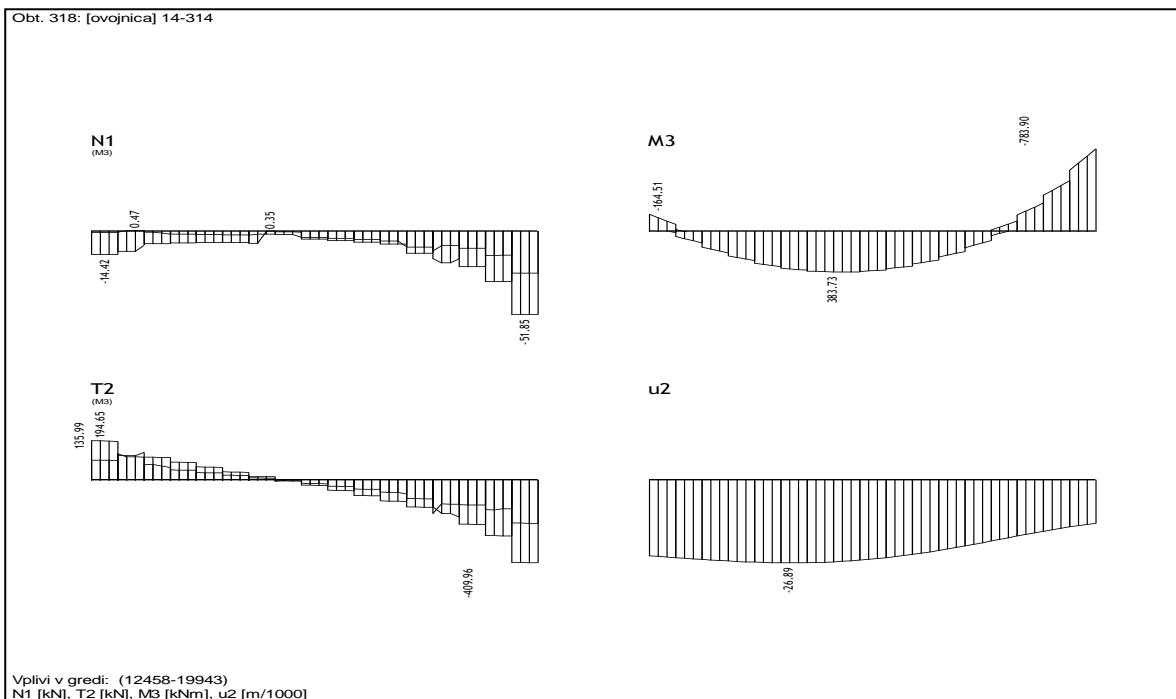 Obt. 318: [ovojnica] 14-314
N1
(M3)
0.47
0.35
-14.42
-51.85
M3
-164.51
383.73
-783.90
T2
(M3)
135.99
194.65
-409.96
u2
-26.89
Vplivi v gredi: (12458-19943)
N1 [kN], T2 [kN], M3 [kNm], u2 [m/1000]